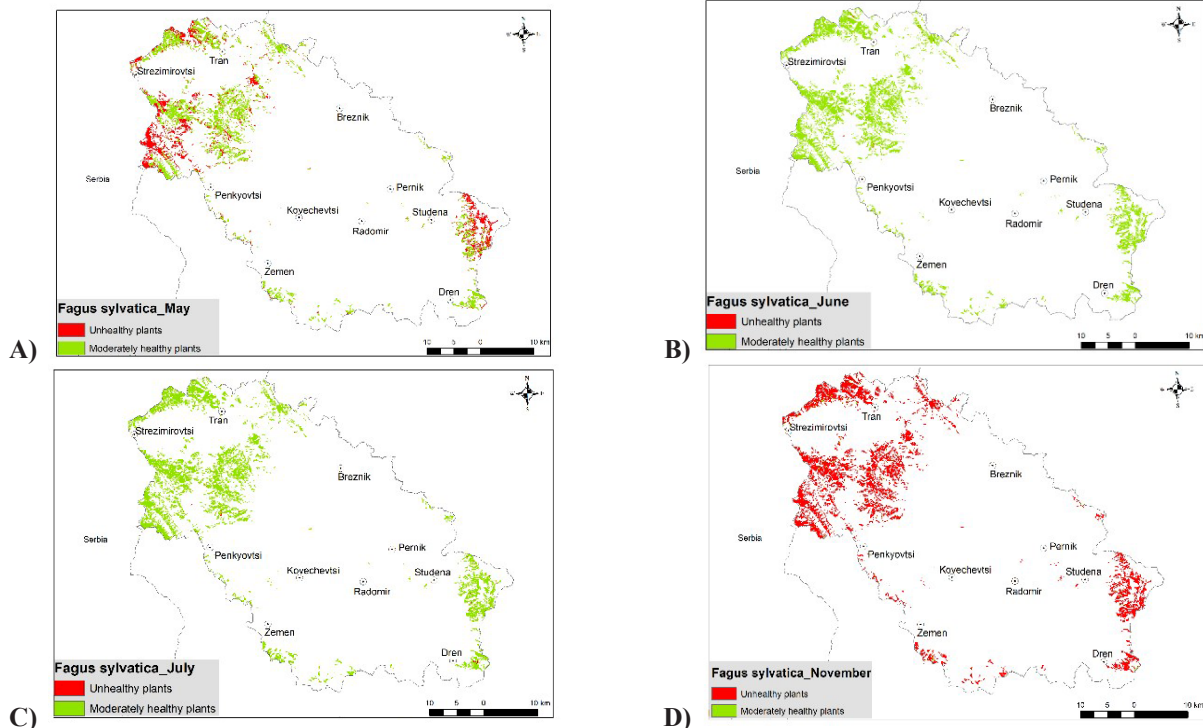 Tran
Strezimirovtsi
Breznik
Serbia
Penkyovtsi
Pernik
Kovechevtsi
Studena
Radomir
Zemen
Dren
Fagus sylvatica_May
Unhealthy plants
Moderately healthy plants
10 5 0 10 km
A)
Tran
Strezimirovtsi
Breznik
Serbia
Penkyovtsi
Pernik
Kovechevtsi
Studena
Radomir
Zemen
Dren
Fagus sylvatica_June
Unhealthy plants
Moderately healthy plants
10 5 0 10 km
B)
Tran
Strezimirovtsi
Breznik
Serbia
Penkyovtsi
Pernik
Kovechevtsi
Studena
Radomir
Zemen
Dren
Fagus sylvatica_July
Unhealthy plants
Moderately healthy plants
10 5 0 10 km
C)
Tran
Strezimirovtsi
Breznik
Serbia
Penkyovtsi
Pernik
Kovechevtsi
Studena
Radomir
Zemen
Dren
Fagus sylvatica_November
Unhealthy plants
Moderately healthy plants
10 5 0 10 km
D)